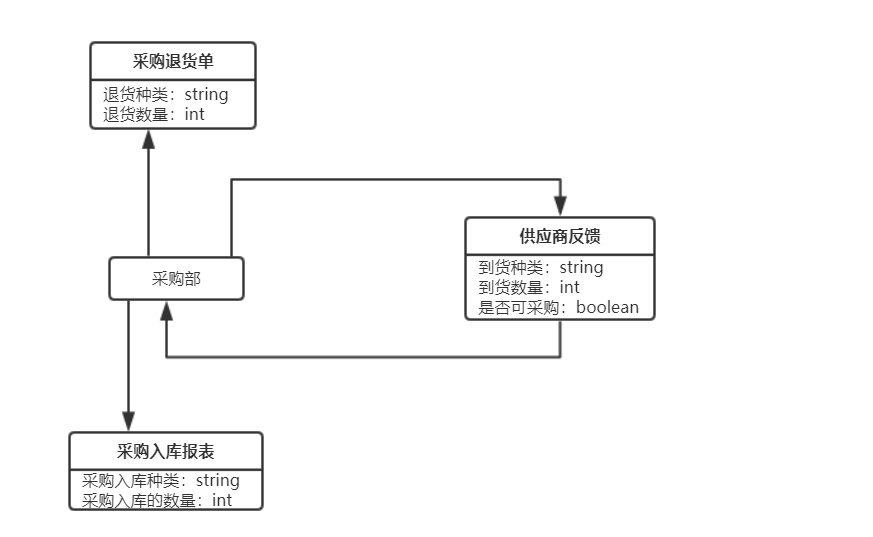 采购退货单
退货种类：string
退货数量：int
供应商反馈
到货种类：string
到货数量：int
是否可采购：boolean
采购部
采购入库报表
采购入库种类：string
采购入库的数量：int